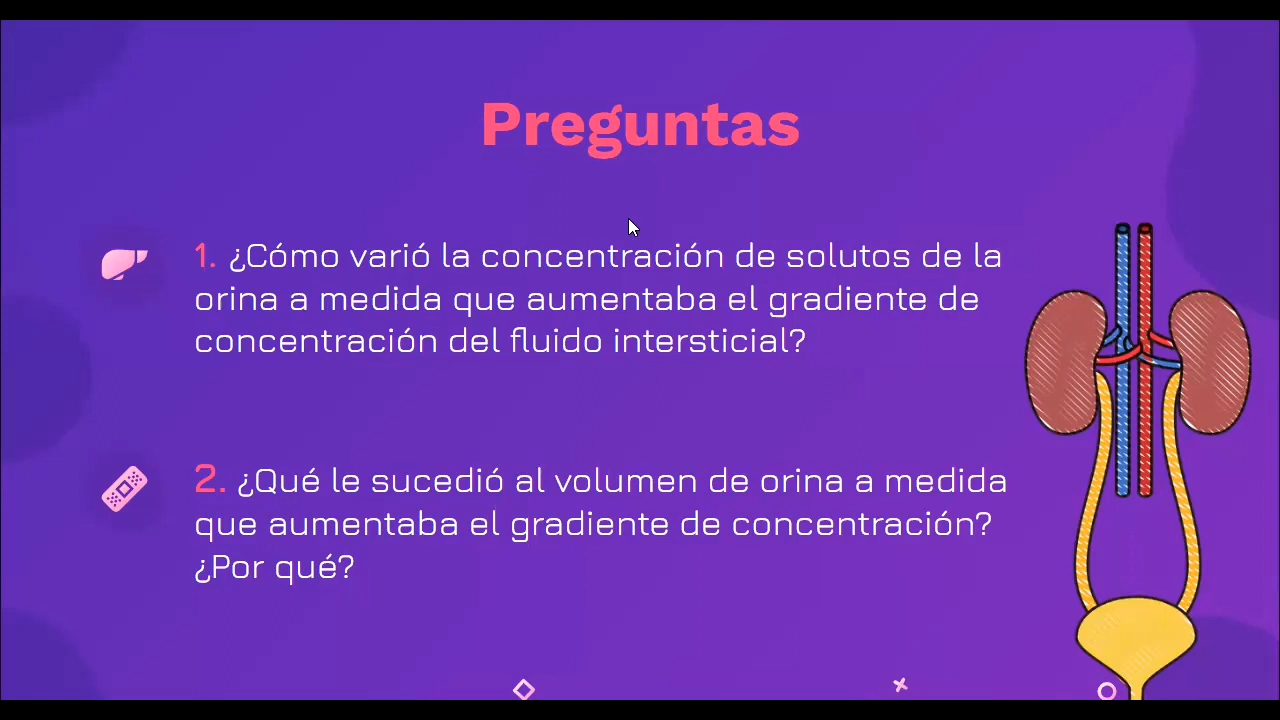 Preguntas
1. ¿Cómo varió la concentración de solutos de la
orina a medida que aumentaba el gradiente de
concentración del fluido intersticial?
2. ¿Qué le sucedió al volumen de orina a medida
que aumentaba el gradiente de concentración?
¿Por qué?